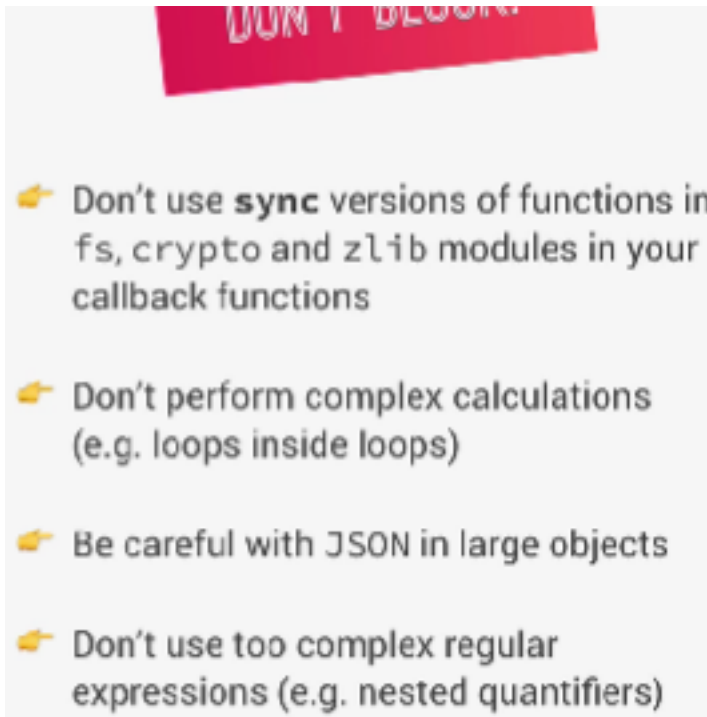 DON'T BLOCK!
Don't use sync versions of functions in
fs, crypto and zlib modules in your
callback functions
Don't perform complex calculations
(e.g. loops inside loops)
Be careful with JSON in large objects
Don't use too complex regular
expressions (e.g. nested quantifiers)